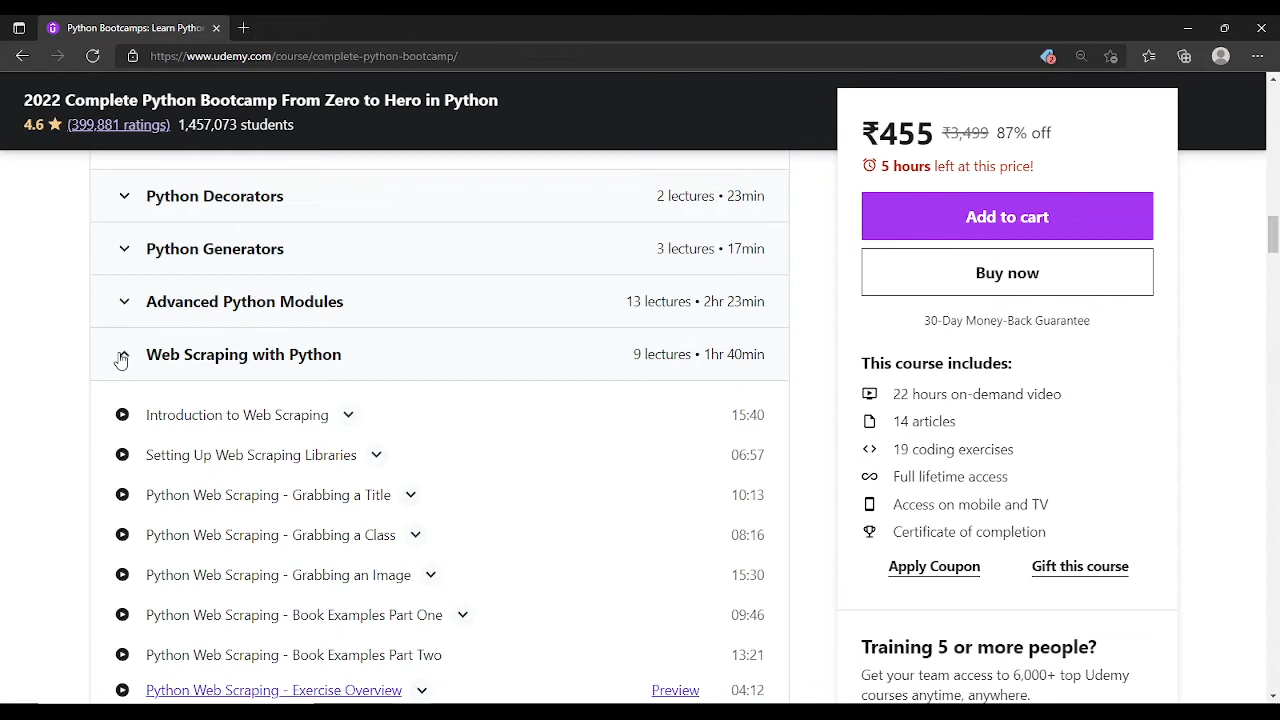 Python Bootcamps: Learn Pytho
https://www.udemy.com/course/complete-python-bootcamp/
2
2022 Complete Python Bootcamp From Zero to Hero in Python
4.6 ★ (399,881 ratings) 1,457,073 students
Python Decorators 2 lectures • 23min
Python Generators 3 lectures • 17min
Advanced Python Modules 13 lectures • 2hr 23min
Web Scraping with Python 9 lectures • 1hr 40min
Introduction to Web Scraping 15:40
Setting Up Web Scraping Libraries 06:57
Python Web Scraping - Grabbing a Title 10:13
Python Web Scraping - Grabbing a Class 08:16
Python Web Scraping - Grabbing an Image 15:30
Python Web Scraping - Book Examples Part One 09:46
Python Web Scraping - Book Examples Part Two 13:21
Python Web Scraping - Exercise Overview Preview 04:12
₹455 ₹3,499 87% off
5 hours left at this price!
Add to cart
Buy now
30-Day Money-Back Guarantee
This course includes:
22 hours on-demand video
14 articles
19 coding exercises
Full lifetime access
Access on mobile and TV
Certificate of completion
Apply Coupon Gift this course
Training 5 or more people?
Get your team access to 6,000+ top Udemy
courses anytime, anywhere.